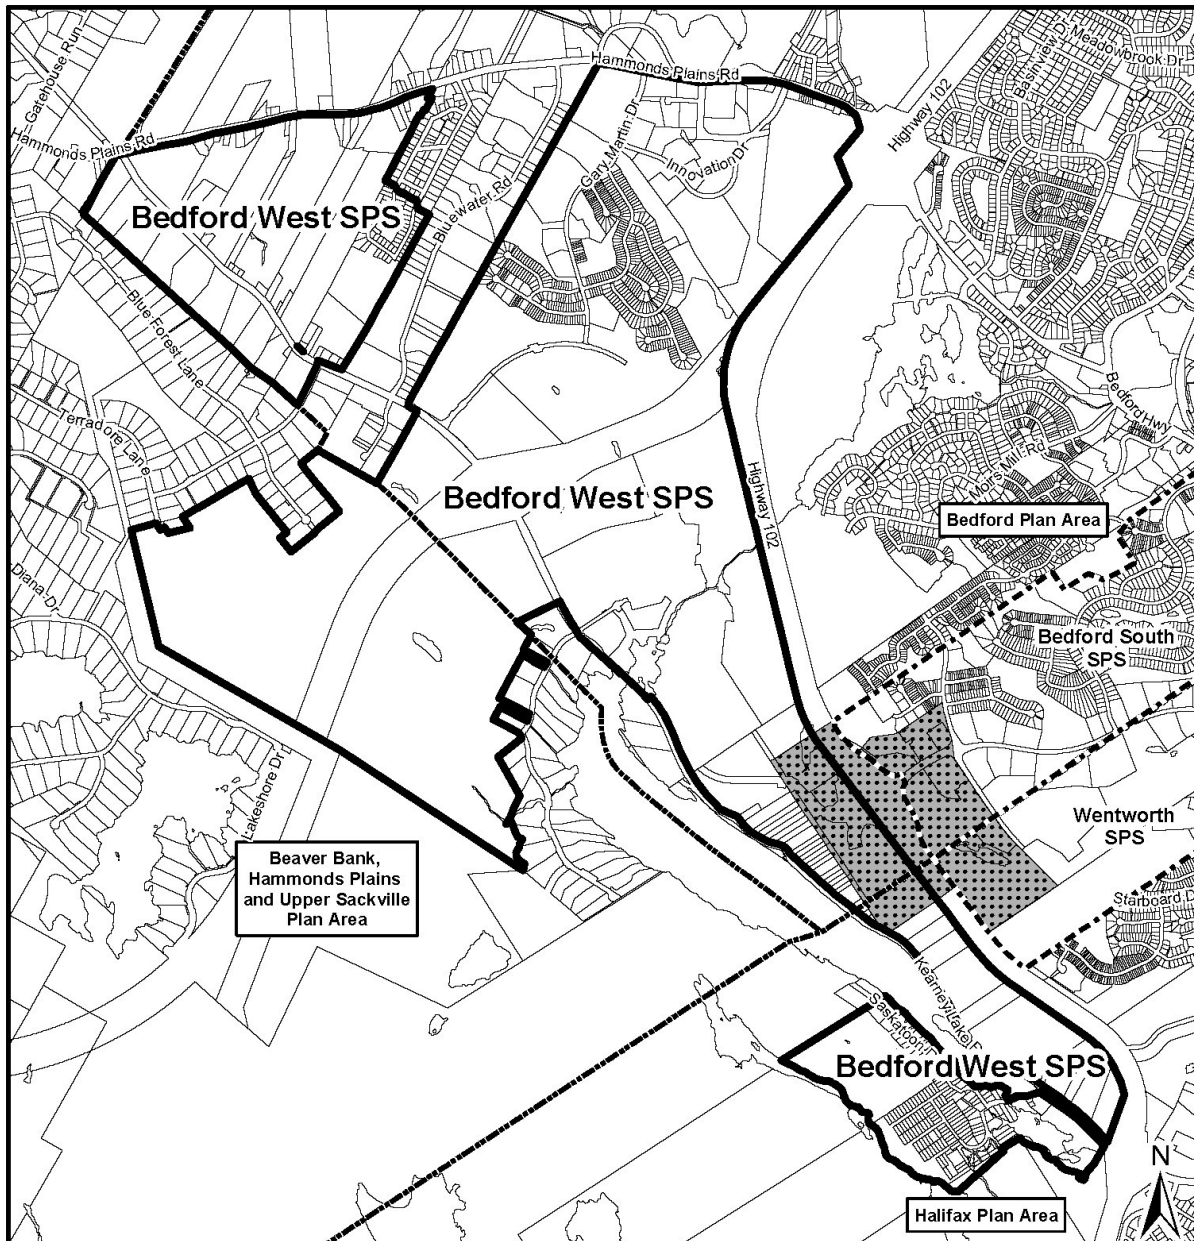 Gatehouse Run
Hammonds Plains Rd
Hammonds Plains Rd
Highway 102
Basinview Dr
Meadowbrook Dr
Gary Martin Dr
Innovation Dr
Bluewater Rd
Bedford West SPS
Blue Forest Lane
Terradore Lane
Bedford Hwy
Bedford West SPS
Highway 102
Moirs Mill Rd
Bedford Plan Area
Diana Dr
Bedford South
SPS
Lakeshore Dr
Wentworth
SPS
Beaver Bank,
Hammonds Plains
and Upper Sackville
Plan Area
Starboard D
Kearney Lake R
Saskatoon
Bedford West SPS
Halifax Plan Area
N